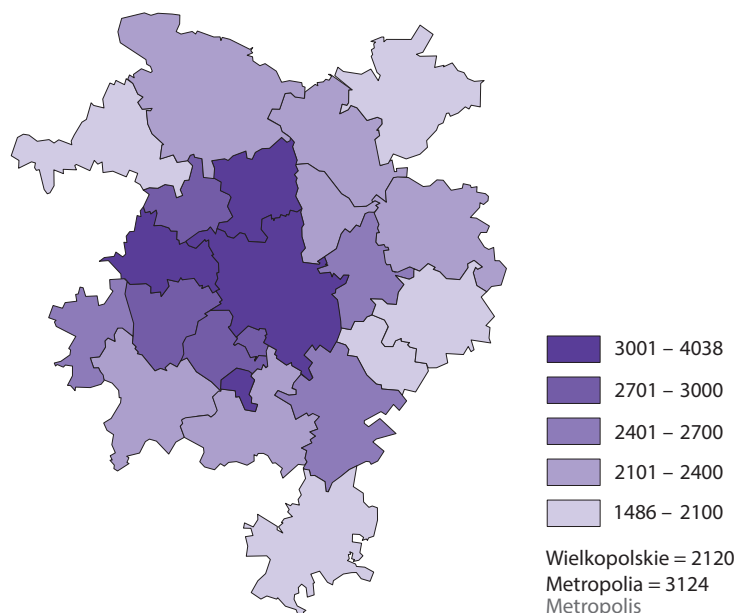 3001 – 4038
2701 – 3000
2401 – 2700
2101 – 2400
1486 – 2100
Wielkopolskie = 2120
Metropolia = 3124
Metropolis